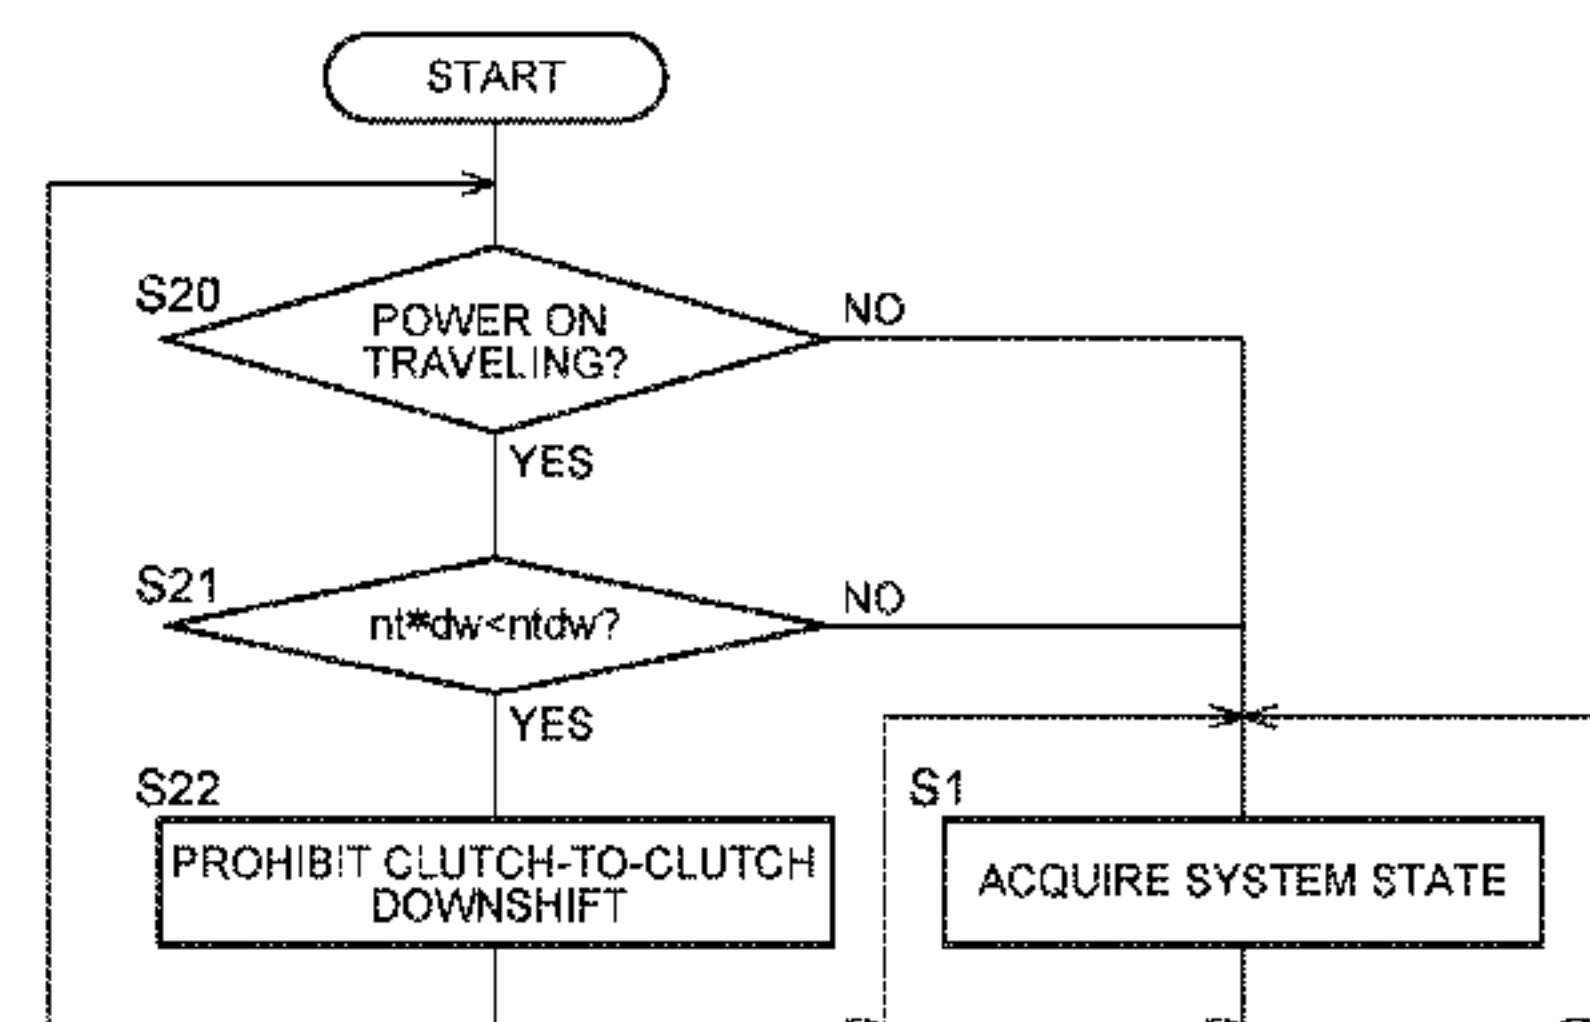 START
S20
POWER ON
TRAVELING?
NO
YES
S21
nt*dw<ntdw?
NO
YES
S22
PROHIBIT CLUTCH-TO-CLUTCH
DOWNSHIFT
S1
ACQUIRE SYSTEM STATE